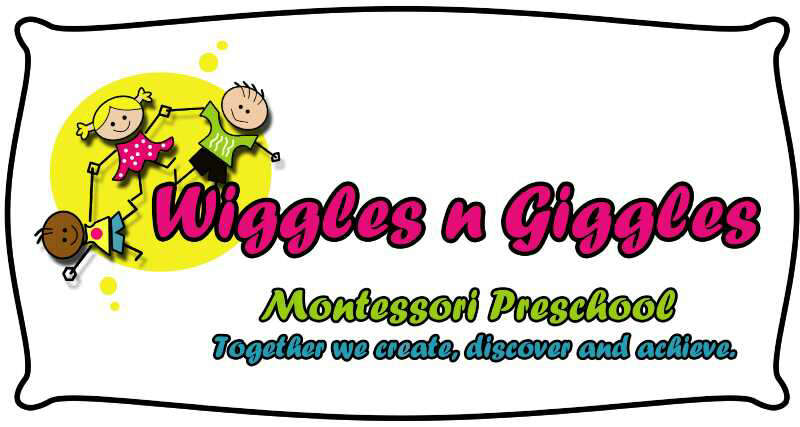 Wiggles n Giggles
Montessori Preschool
Together we create, discover and achieve.